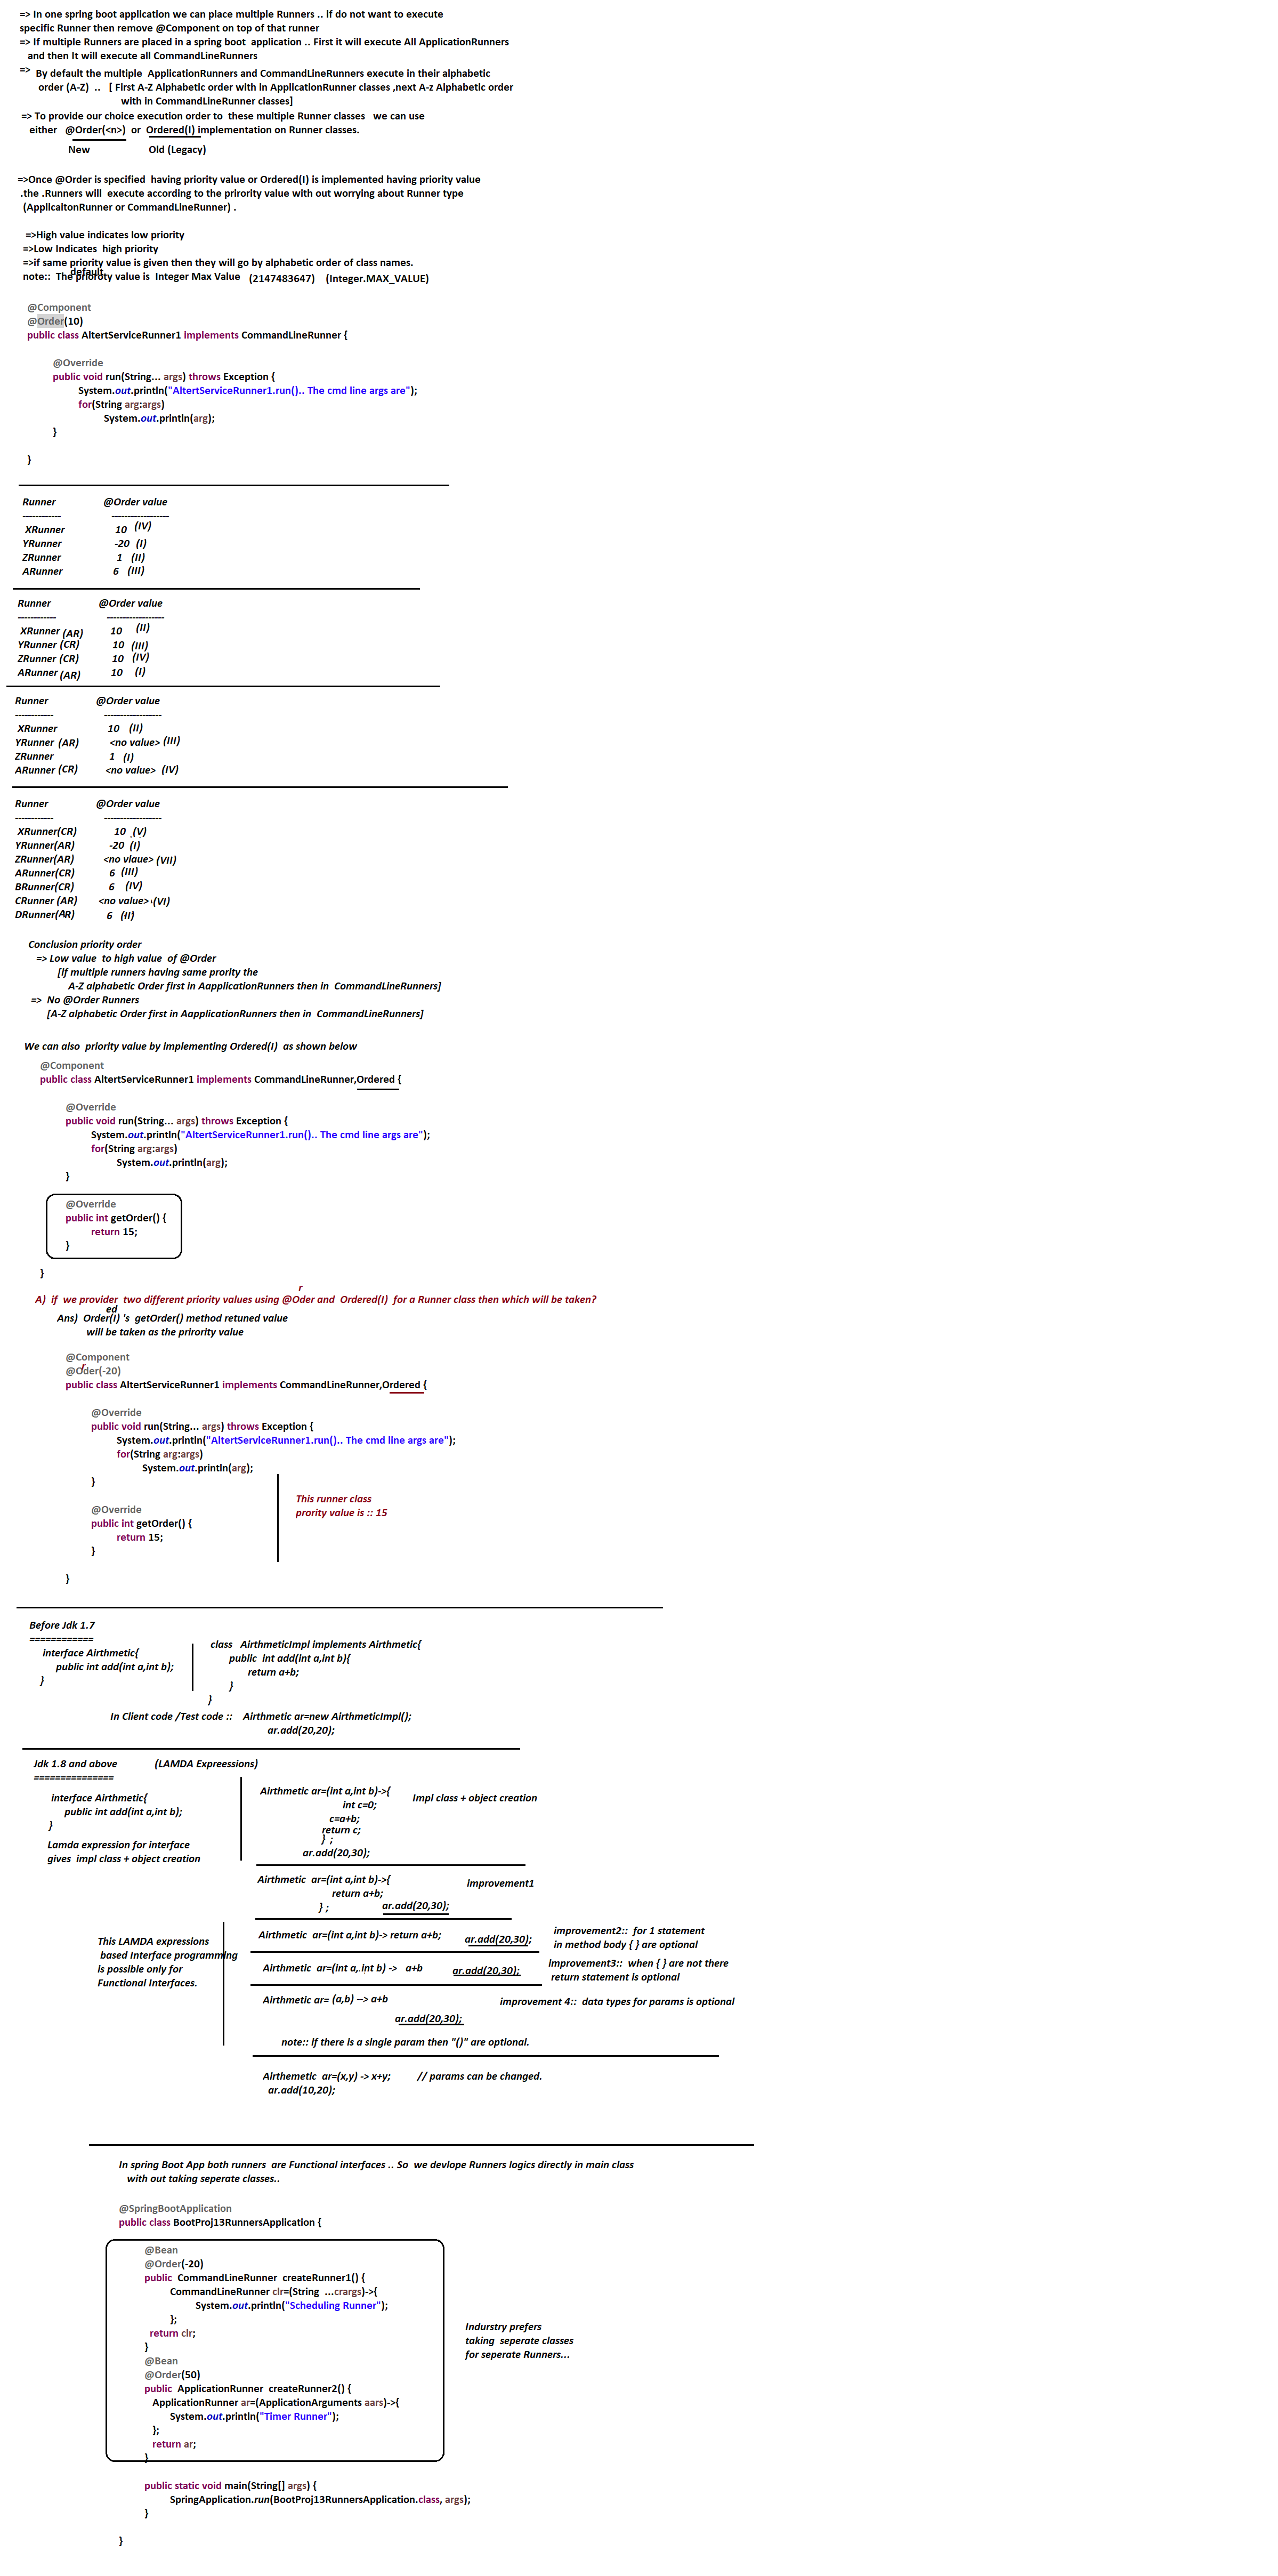 => In one spring boot application we can place multiple Runners .. if do not want to execute
specific Runner then remove @Component on top of that runner
=> If multiple Runners are placed in a spring boot  application .. First it will execute All ApplicationRunners
and then It will execute all CommandLineRunners
=> By default the multiple  ApplicationRunners and CommandLineRunners execute in their alphabetic
order (A-Z)  ..   [ First A-Z Alphabetic order with in ApplicationRunner classes ,next A-z Alphabetic order
with in CommandLineRunner classes]
=> To provide our choice execution order to  these multiple Runner classes   we can use
either   @Order(<n>)  or  Ordered(I) implementation on Runner classes.
New    Old (Legacy)
=>Once @Order is specified  having priority value or Ordered(I) is implemented having priority value
.the .Runners will  execute according to the prirority value with out worrying about Runner type
(ApplicaitonRunner or CommandLineRunner) .
=>High value indicates low priority
=>Low Indicates  high priority
=>if same priority value is given then they will go by alphabetic order of class names.
default
note::  The prioroty value is  Integer Max Value   (2147483647)    (Integer.MAX_VALUE)
@Component
@Order(10)
public class AltertServiceRunner1 implements CommandLineRunner {
@Override
public void run(String... args) throws Exception {
System.out.println("AltertServiceRunner1.run().. The cmd line args are");
for(String arg:args)
System.out.println(arg);
}
}
Runner    @Order value
------------    -----------------
XRunner    10   (IV)
YRunner    -20  (I)
ZRunner    1   (II)
ARunner    6   (III)
Runner    @Order value
------------    -----------------
XRunner (AR)    10    (II)
YRunner (CR)    10   (III)
ZRunner (CR)    10   (IV)
ARunner (AR)    10    (I)
Runner    @Order value
------------    -----------------
XRunner    10   (II)
YRunner (AR)    <no value> (III)
ZRunner    1   (I)
ARunner (CR)    <no value>  (IV)
Runner    @Order value
------------    -----------------
XRunner(CR)    10  (V)
YRunner(AR)    -20  (I)
ZRunner(AR)    <no vlaue> (VII)
ARunner(CR)    6  (III)
BRunner(CR)    6   (IV)
CRunner (AR)    <no value> (VI)
DRunner(AR)    6   (II)
Conclusion priority order
=> Low value  to high value  of @Order
[if multiple runners having same prority the
A-Z alphabetic Order first in AapplicationRunners then in  CommandLineRunners]
=>  No @Order Runners
[A-Z alphabetic Order first in AapplicationRunners then in  CommandLineRunners]
We can also  priority value by implementing Ordered(I)  as shown below
@Component
public class AltertServiceRunner1 implements CommandLineRunner,Ordered {
@Override
public void run(String... args) throws Exception {
System.out.println("AltertServiceRunner1.run().. The cmd line args are");
for(String arg:args)
System.out.println(arg);
}
@Override
public int getOrder() {
return 15;
}
}
r
A)  if  we provider  two different priority values using @Oder and  Ordered(I)  for a Runner class then which will be taken?
ed
Ans)  Order(I) 's  getOrder() method retuned value
will be taken as the prirority value
@Component
r
@Oder(-20)
public class AltertServiceRunner1 implements CommandLineRunner,Ordered {
@Override
public void run(String... args) throws Exception {
System.out.println("AltertServiceRunner1.run().. The cmd line args are");
for(String arg:args)
System.out.println(arg);
}
This runner class
prority value is :: 15
@Override
public int getOrder() {
return 15;
}
}
Before Jdk 1.7
============
interface Airthmetic{
public int add(int a,int b);
}
class   AirthmeticImpl implements Airthmetic{
public  int add(int a,int b){
return a+b;
}
}
In Client code /Test code ::    Airthmetic ar=new AirthmeticImpl();
ar.add(20,20);
Jdk 1.8 and above    (LAMDA Expreessions)
===============
interface Airthmetic{
public int add(int a,int b);
}
Lamda expression for interface
gives  impl class + object creation
Airthmetic ar=(int a,int b)->{    Impl class + object creation
int c=0;
c=a+b;
return c;
} ;
ar.add(20,30);
Airthmetic  ar=(int a,int b)->{    improvement1
return a+b;
} ;    ar.add(20,30);
This LAMDA expressions
based Interface programming
is possible only for
Functional Interfaces.
Airthmetic  ar=(int a,int b)-> return a+b;    ar.add(20,30);    improvement2::  for 1 statement
in method body { } are optional
Airthmetic  ar=(int a,.int b) ->   a+b    ar.add(20,30);    improvement3::  when { } are not there
return statement is optional
Airthmetic ar= (a,b) --> a+b    improvement 4::  data types for params is optional
ar.add(20,30);
note:: if there is a single param then "()" are optional.
Airthemetic  ar=(x,y) -> x+y;    // params can be changed.
ar.add(10,20);
In spring Boot App both runners  are Functional interfaces .. So  we devlope Runners logics directly in main class
with out taking seperate classes..
@SpringBootApplication
public class BootProj13RunnersApplication {
@Bean
@Order(-20)
public  CommandLineRunner  createRunner1() {
CommandLineRunner clr=(String  ...crargs)->{
System.out.println("Scheduling Runner");
};
return clr;
}
@Bean
@Order(50)
public  ApplicationRunner  createRunner2() {
ApplicationRunner ar=(ApplicationArguments aars)->{
System.out.println("Timer Runner");
};
return ar;
}
Indurstry prefers
taking  seperate classes
for seperate Runners...
public static void main(String[] args) {
SpringApplication.run(BootProj13RunnersApplication.class, args);
}
}